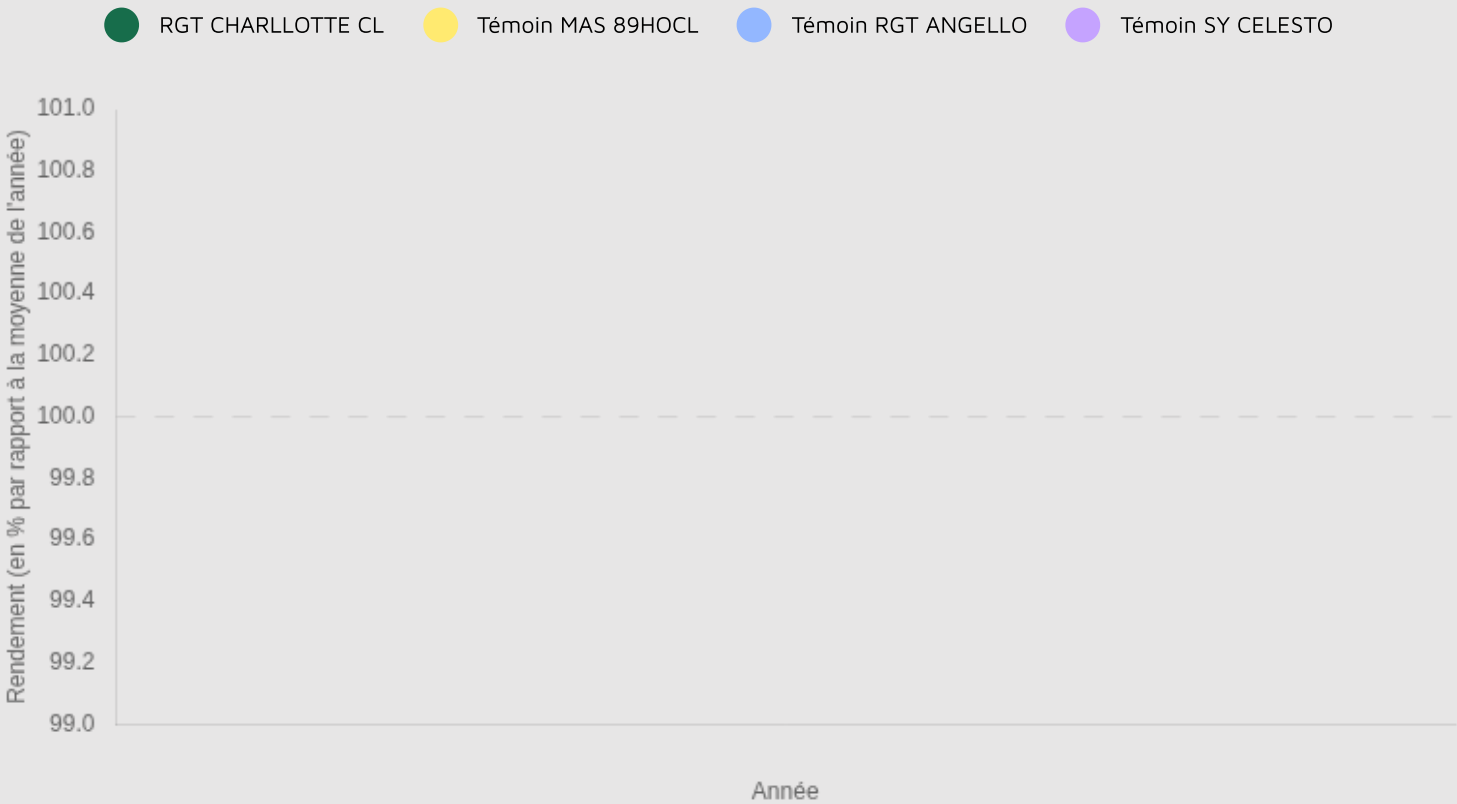 RGT CHARLLOTTE CL
Témoin MAS 89HOCL
Témoin RGT ANGELLO
Témoin SY CELESTO
Rendement (en % par rapport à la moyenne de l'année)
101.0
100.8
100.6
100.4
100.2
100.0
99.8
99.6
99.4
99.2
99.0
Année